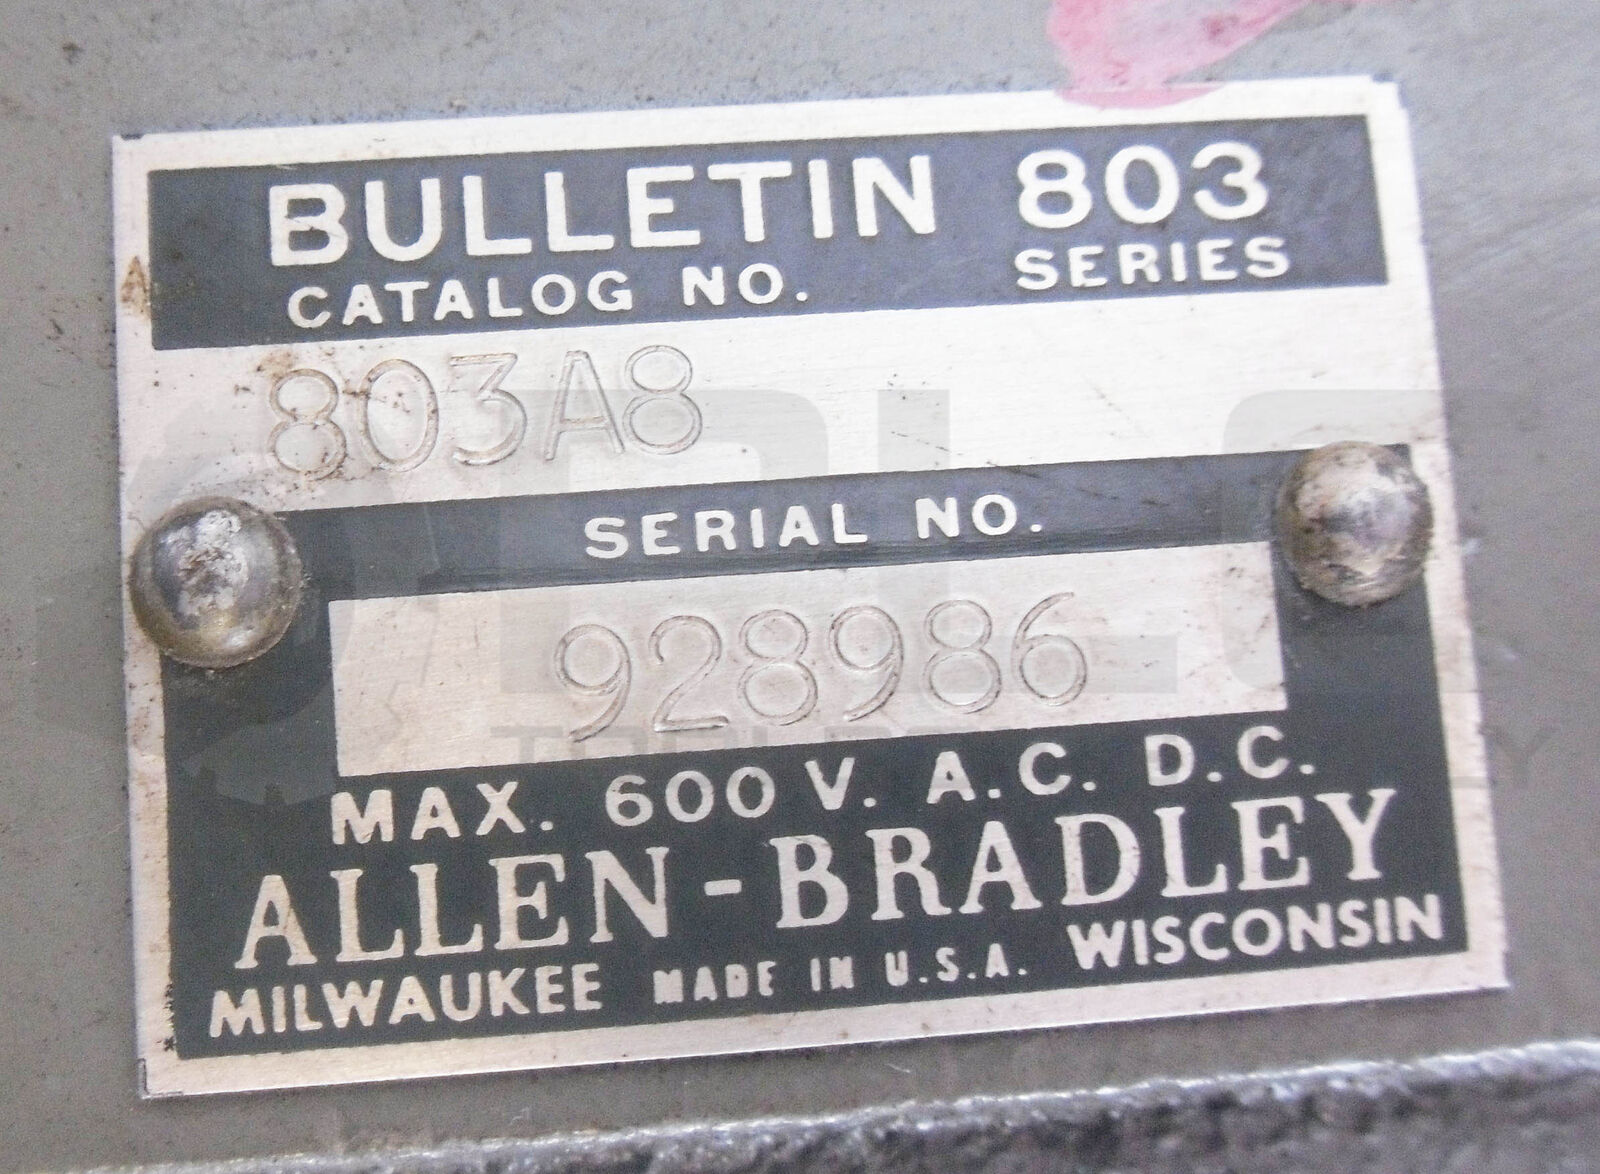 BULLETIN 803
CATALOG NO. SERIES
803A8
SERIAL NO.
928986
MAX. 600 V. A.C. D.C.
ALLEN-BRADLEY
MILWAUKEE MADE IN U.S.A. WISCONSIN